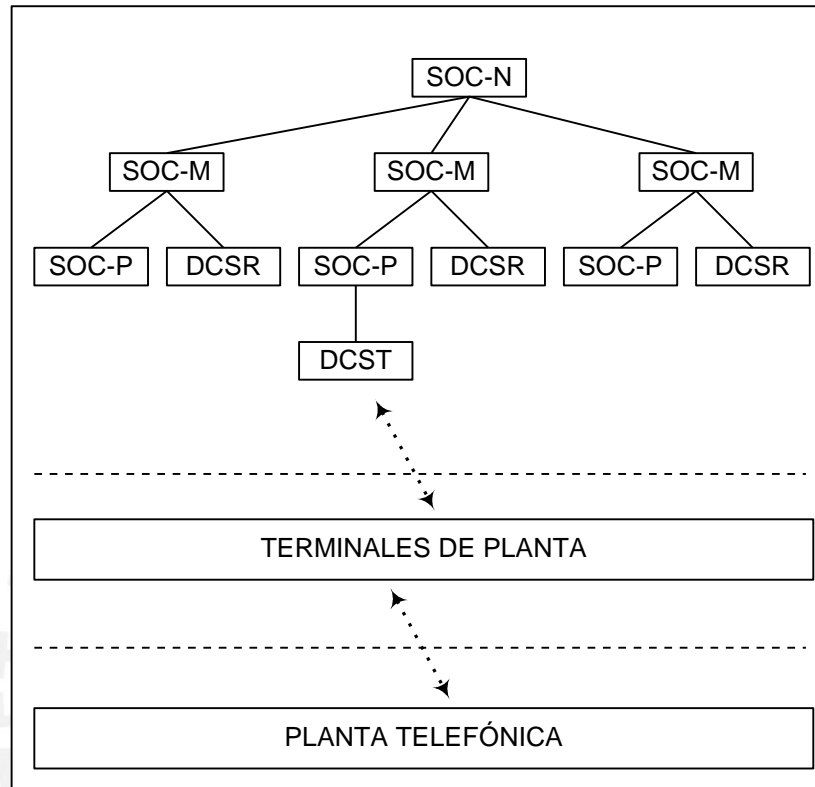 SOC-N
SOC-M SOC-M SOC-M
SOC-P DCSR SOC-P DCSR SOC-P DCSR
DCST
TERMINALES DE PLANTA
PLANTA TELEFÓNICA